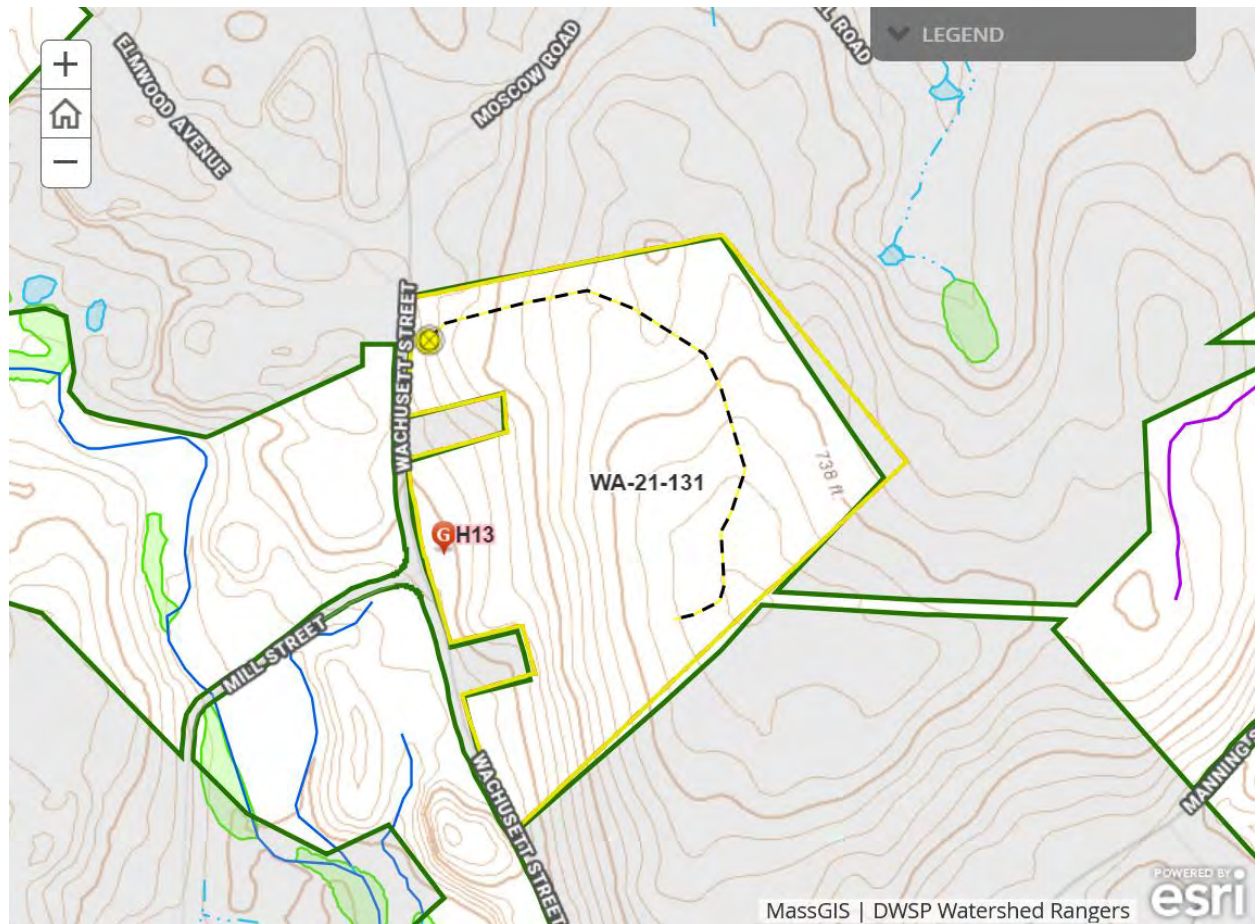 LEGEND
ELMWOOD AVENUE
MOSCOW ROAD
ROAD
WACHUSETT STREET
738 ft.
WA-21-131
G
H13
MILL STREET
WACHUSETT STREET
MANNING
POWERED BY
esri
MassGIS | DWSP Watershed Rangers